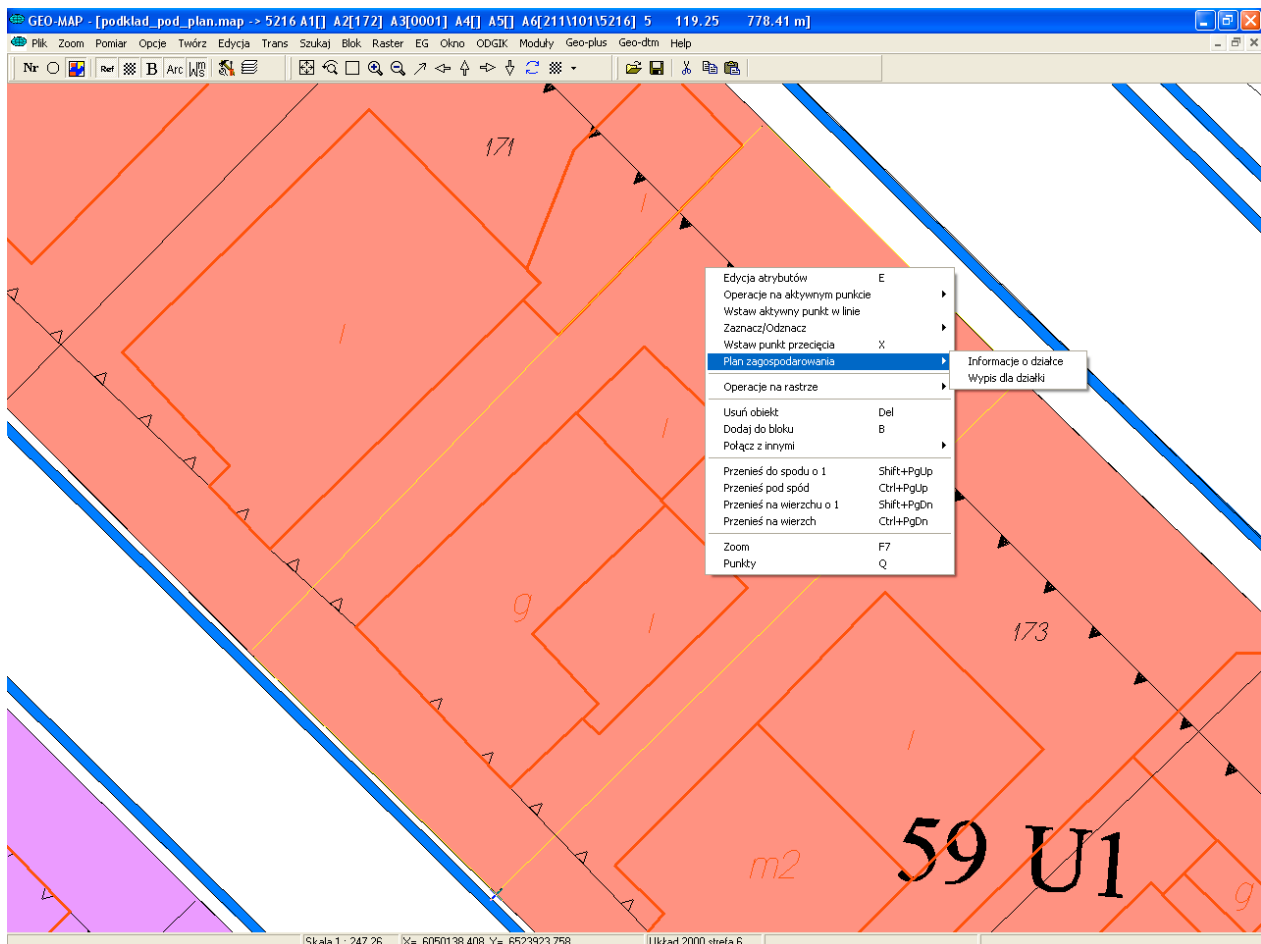 GEO-MAP - [podklad_pod_plan.map -> 5216 A1[] A2[172] A3[0001] A4[] A5[] A6[211\101\5216] 5 119.25 778.41 m]
Plik Zoom Pomiar Opcje Twórz Edycja Trans Szukaj Blok Raster EG Okno ODGIK Moduły Geo-plus Geo-dtm Help
Nr Ref B Arc
171
l
Edycja atrybutów E
Operacje na aktywnym punkcie
Wstaw aktywny punkt w linie
Zaznacz/Odznacz
Wstaw punkt przecięcia X
Plan zagospodarowania
Informacje o działce
Wypis dla działki
Operacje na rastrze
Usuń obiekt Del
Dodaj do bloku B
Połącz z innymi
Przenieś do spodu o 1 Shift+PgUp
Przenieś pod spód Ctrl+PgUp
Przenieś na wierzchu o 1 Shift+PgDn
Przenieś na wierzch Ctrl+PgDn
Zoom F7
Punkty Q
l
l
g
l
173
l
59 U1
m2
g
Skala 1 : 247.26 X= 6050138.408 Y= 6523923.758 Układ 2000 strefa 6